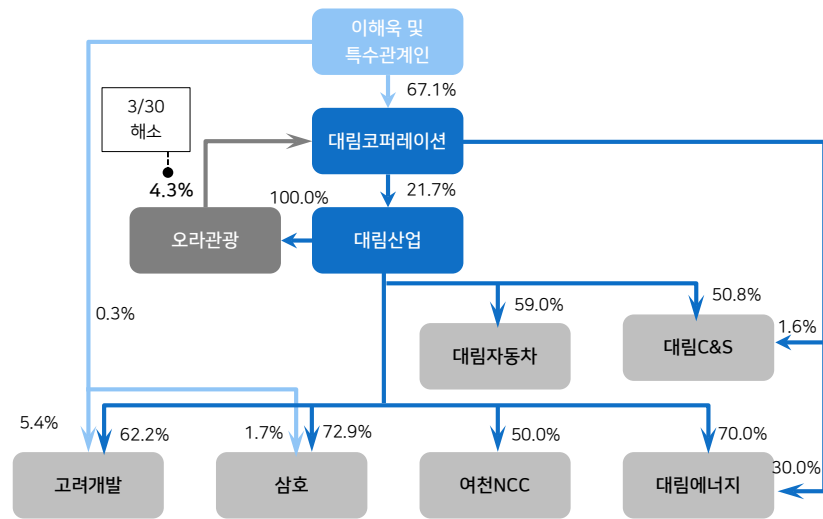 이해욱 및
특수관계인
67.1%
3/30
해소
대림코퍼레이션
4.3%
100.0%
21.7%
오라관광
대림산업
0.3%
59.0%
50.8%
대림자동차
대림C&S
1.6%
5.4%
62.2%
1.7%
72.9%
50.0%
70.0%
고려개발
삼호
여천NCC
대림에너지
30.0%